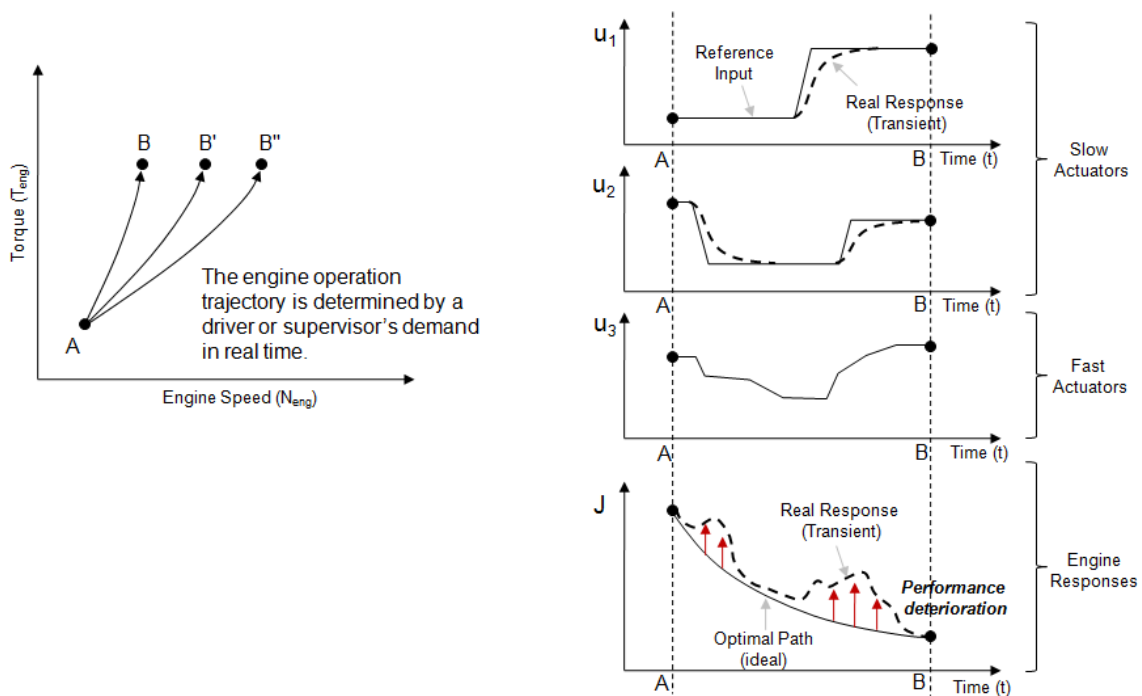 Torque (Teng)
B
B'
B"
A
The engine operation
trajectory is determined by a
driver or supervisor's demand
in real time.
Engine Speed (Neng)
u1
Reference
Input
Real Response
(Transient)
A
B
Time (t)
u2
A
B
Time (t)
Slow
Actuators
u3
A
B
Time (t)
Fast
Actuators
J
Real Response
(Transient)
Performance
deterioration
Optimal Path
(ideal)
A
B
Time (t)
Engine
Responses